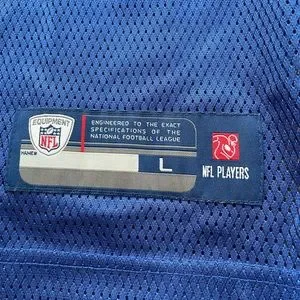 EQUIPMENT
NFL
ENGINEERED TO THE EXACT
SPECIFICATIONS OF THE
NATIONAL FOOTBALL LEAGUE
L
NFL PLAYERS